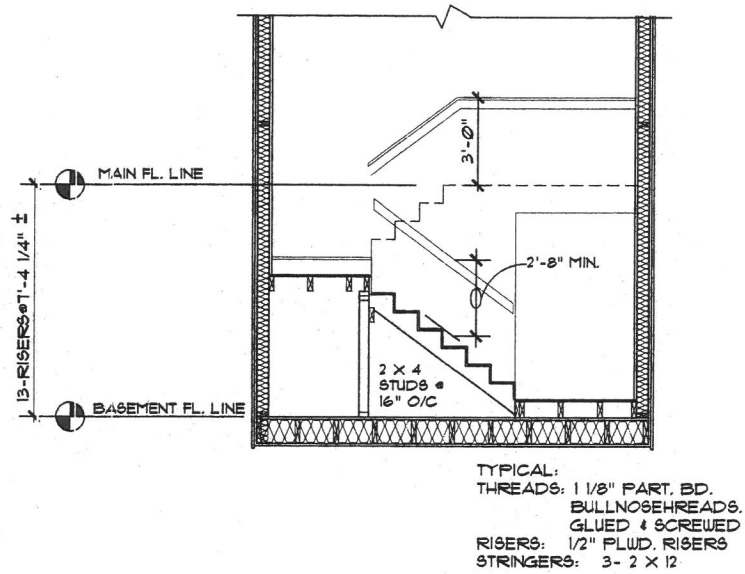 3'-0"
MAIN FL. LINE
13-RISERS@7'-4 1/4" ±
2'-8" MIN.
2 X 4
STUDS @
16" O/C
BASEMENT FL. LINE
TYPICAL:
THREADS: 1 1/8" PART. BD.
BULLNOSEHREADS.
GLUED & SCREWED
RISERS: 1/2" PLWD. RISERS
STRINGERS: 3- 2 X 12